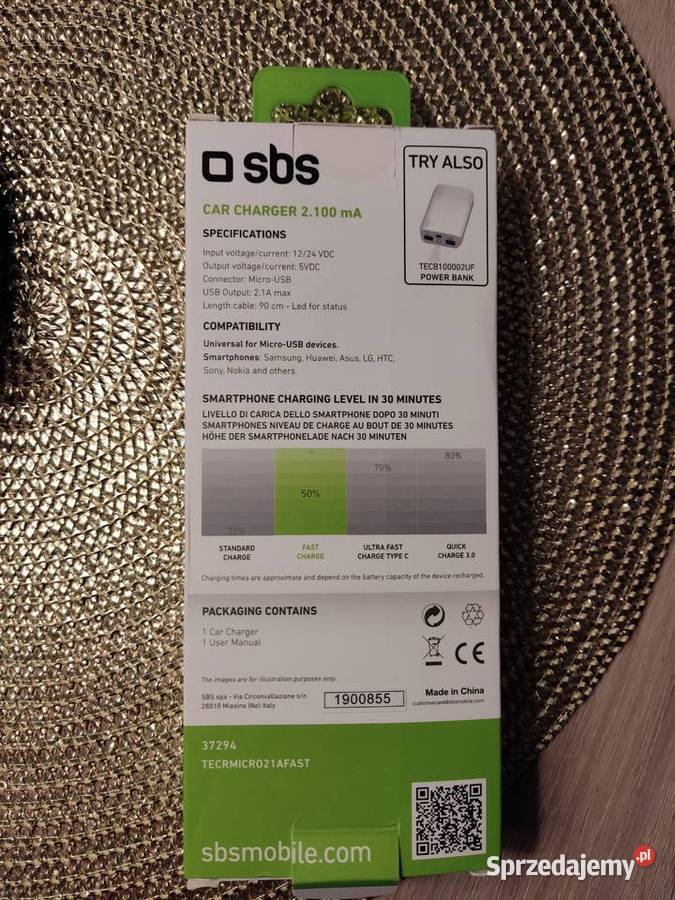 sbs
TRY ALSO
CAR CHARGER 2.100 mA
TECB100002UF
POWER BANK
SPECIFICATIONS
Input voltage/current: 12/24 VDC
Output voltage/current: 5VDC
Connector: Micro-USB
USB Output: 2.1A max
Length cable: 90 cm - Led for status
COMPATIBILITY
Universal for Micro-USB devices.
Smartphones: Samsung, Huawei, Asus, LG, HTC,
Sony, Nokia and others.
SMARTPHONE CHARGING LEVEL IN 30 MINUTES
LIVELLO DI CARICA DELLO SMARTPHONE DOPO 30 MINUTI
SMARTPHONES NIVEAU DE CHARGE AU BOUT DE 30 MINUTES
HÖHE DER SMARTPHONELADE NACH 30 MINUTEN
25%
50%
70%
80%
STANDARD CHARGE
FAST CHARGE
ULTRA FAST CHARGE TYPE C
QUICK CHARGE 3.0
Charging times are approximate and depend on the battery capacity of the device recharged.
PACKAGING CONTAINS
1 Car Charger
1 User Manual
CE
The images are for illustration purposes only.
SBS spa - Via Circonvallazione s/n
28010 Miasino (No) Italy
1900855
Made in China
customercare@sbsmobile.com
37294
TECRMICRO21AFAST
sbsmobile.com
Sprzedajemy.pl